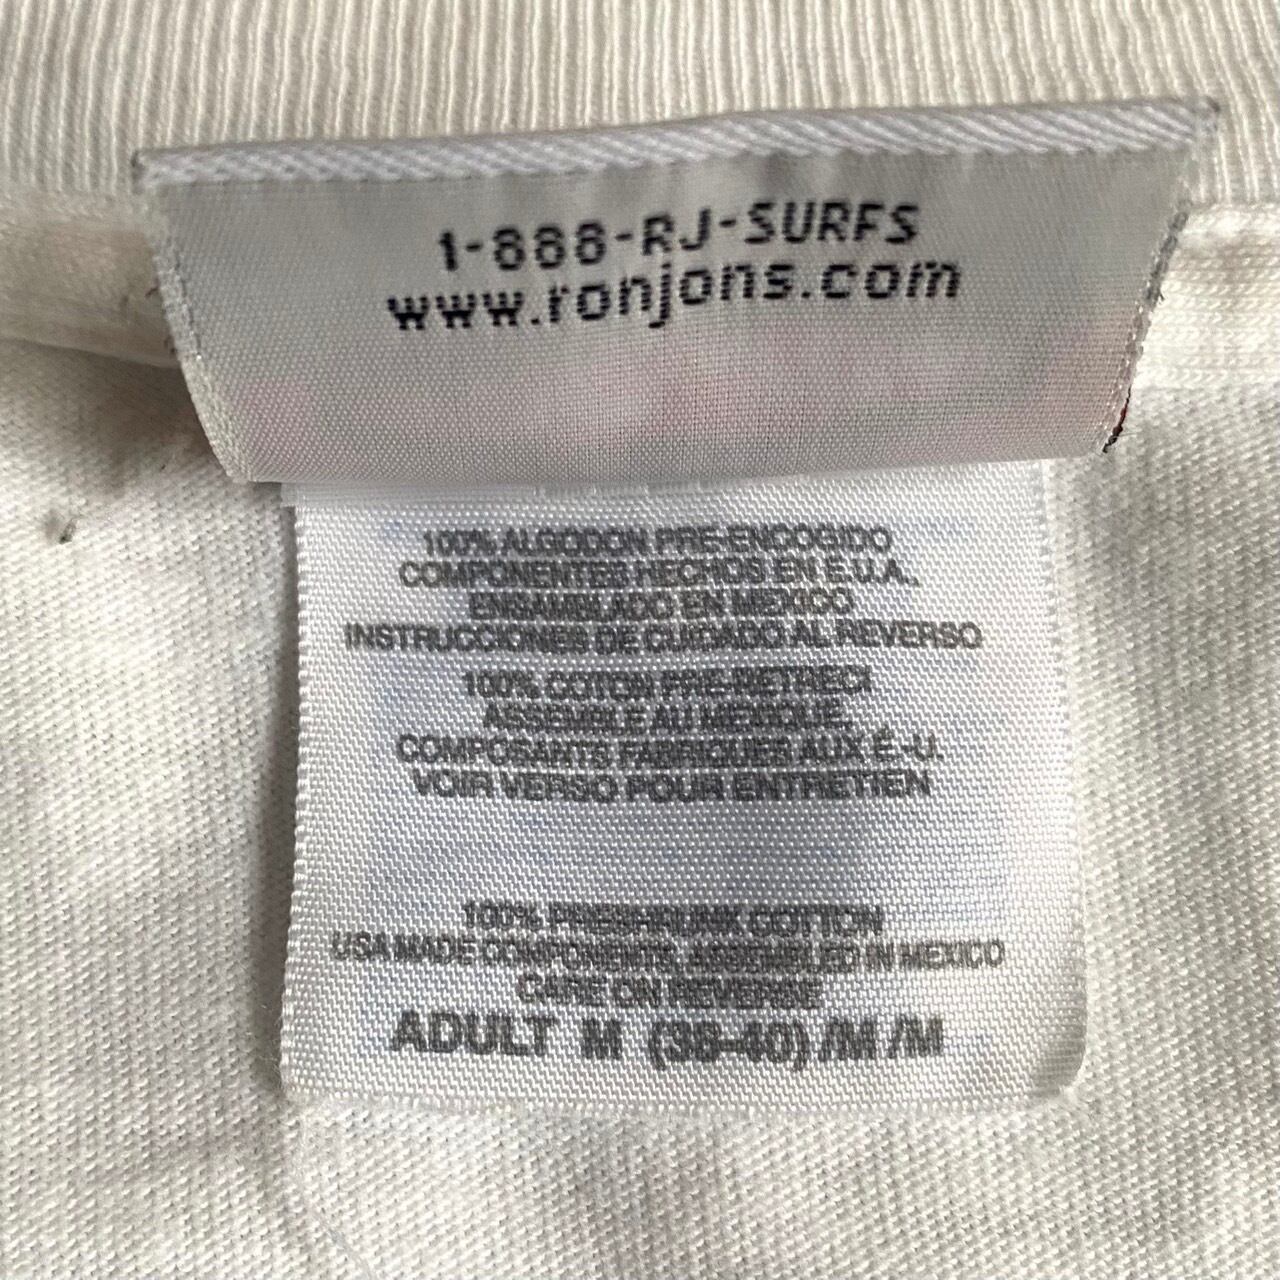 1-888-RJ-SURFS
www.ronjons.com
100% ALGODON PRE-ENCOGIDO
COMPONENTES HECHOS EN E.U.A.,
ENSAMBLADO EN MEXICO
INSTRUCCIONES DE CUIDADO AL REVERSO
100% COTON PRE-RETRECI
ASSEMBLE AU MEXIQUE,
COMPOSANTS FABRIQUES AUX É.-U.
VOIR VERSO POUR ENTRETIEN
100% PRESHRUNK COTTON
USA MADE COMPONENTS, ASSEMBLED IN MEXICO
CARE ON REVERSE
ADULT M (38-40) /M /M